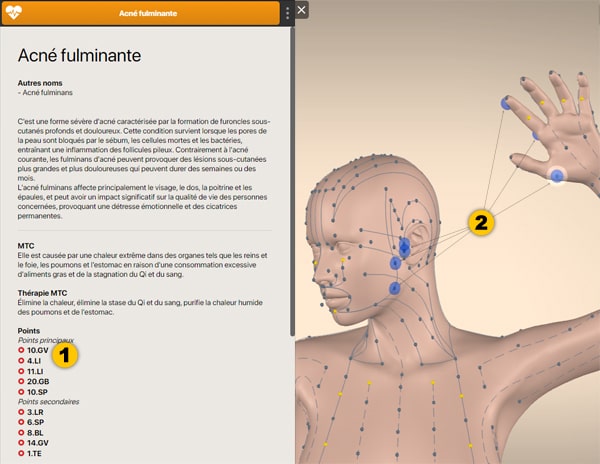 Acné fulminante
Acné fulminante
Autres noms
- Acné fulminans
C'est une forme sévère d'acné caractérisée par la formation de furoncles sous-
cutanés profonds et douloureux. Cette condition survient lorsque les pores de
la peau sont bloqués par le sébum, les cellules mortes et les bactéries,
entraînant une inflammation des follicules pileux. Contrairement à l'acné
courante, les fulminans d'acné peuvent provoquer des lésions sous-cutanées
plus grandes et plus douloureuses qui peuvent durer des semaines ou des
mois.
L'acné fulminans affecte principalement le visage, le dos, la poitrine et les
épaules, et peut avoir un impact significatif sur la qualité de vie des personnes
concernées, provoquant une détresse émotionnelle et des cicatrices
permanentes.
MTC
Elle est causée par une chaleur extrême dans des organes tels que les reins et
le foie, les poumons et l'estomac en raison d'une consommation excessive
d'aliments gras et de la stagnation du Qi et du sang.
Thérapie MTC
Élimine la chaleur, élimine la stase du Qi et du sang, purifie la chaleur humide
des poumons et de l'estomac.
Points
Points principaux
10.GV
4.LI
11.LI
20.GB
10.SP
Points secondaires
3.LR
6.SP
8.BL
14.GV
1.TE
1
2